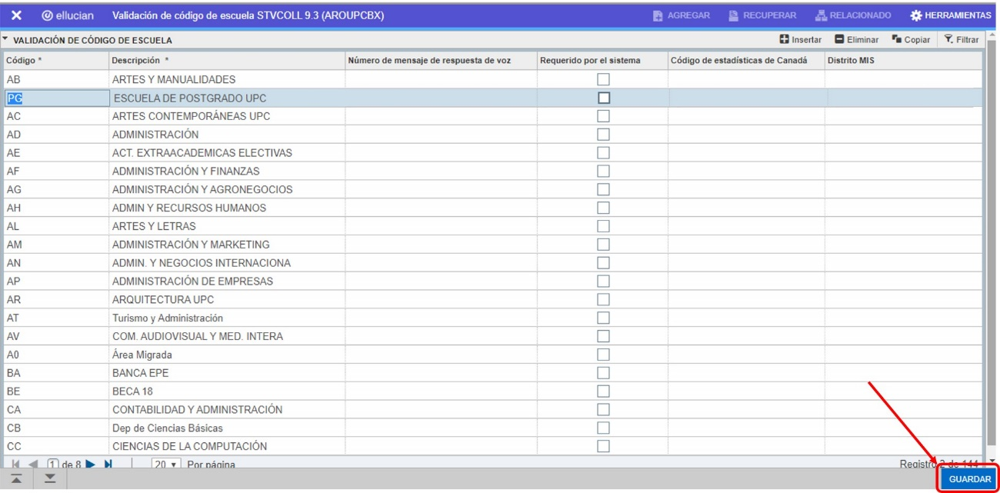 ellucian Validación de código de escuela STVCOLL 9.3 (AROUPCBX) AGREGAR RECUPERAR RELACIONADO HERRAMIENTAS
VALIDACIÓN DE CÓDIGO DE ESCUELA Insertar Eliminar Copiar Filtrar
Código * Descripción * Número de mensaje de respuesta de voz Requerido por el sistema Código de estadísticas de Canadá Distrito MIS
AB ARTES Y MANUALIDADES
PG ESCUELA DE POSTGRADO UPC
AC ARTES CONTEMPORÁNEAS UPC
AD ADMINISTRACIÓN
AE ACT. EXTRAACADEMICAS ELECTIVAS
AF ADMINISTRACIÓN Y FINANZAS
AG ADMINISTRACIÓN Y AGRONEGOCIOS
AH ADMIN Y RECURSOS HUMANOS
AL ARTES Y LETRAS
AM ADMINISTRACIÓN Y MARKETING
AN ADMIN. Y NEGOCIOS INTERNACIONA
AP ADMINISTRACIÓN DE EMPRESAS
AR ARQUITECTURA UPC
AT Turismo y Administración
AV COM. AUDIOVISUAL Y MED. INTERA
A0 Área Migrada
BA BANCA EPE
BE BECA 18
CA CONTABILIDAD Y ADMINISTRACIÓN
CB Dep de Ciencias Básicas
CC CIENCIAS DE LA COMPUTACIÓN
1 de 8 20 Por página Registro 2 de 144
GUARDAR